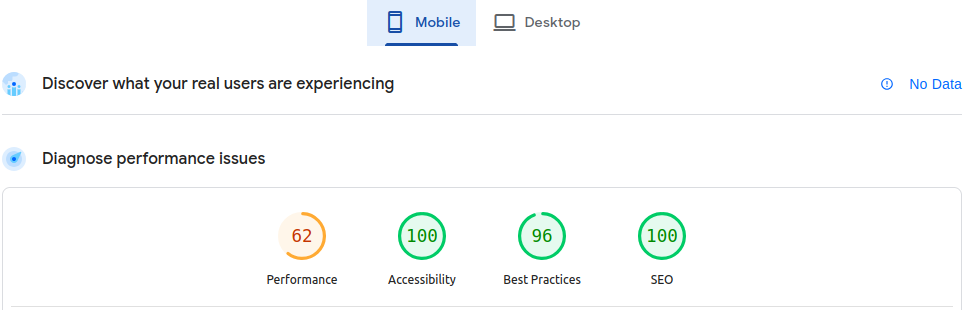 Mobile
Desktop
Discover what your real users are experiencing
No Data
Diagnose performance issues
62
100
96
100
Performance
Accessibility
Best Practices
SEO